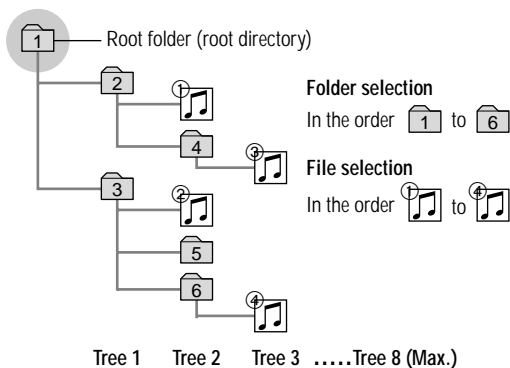 1 Root folder (root directory)
2 1
Folder selection
In the order 1 to 6
4 3
File selection
3 2
In the order 1 to 4
5
6
4
Tree 1 Tree 2 Tree 3 .....Tree 8 (Max.)